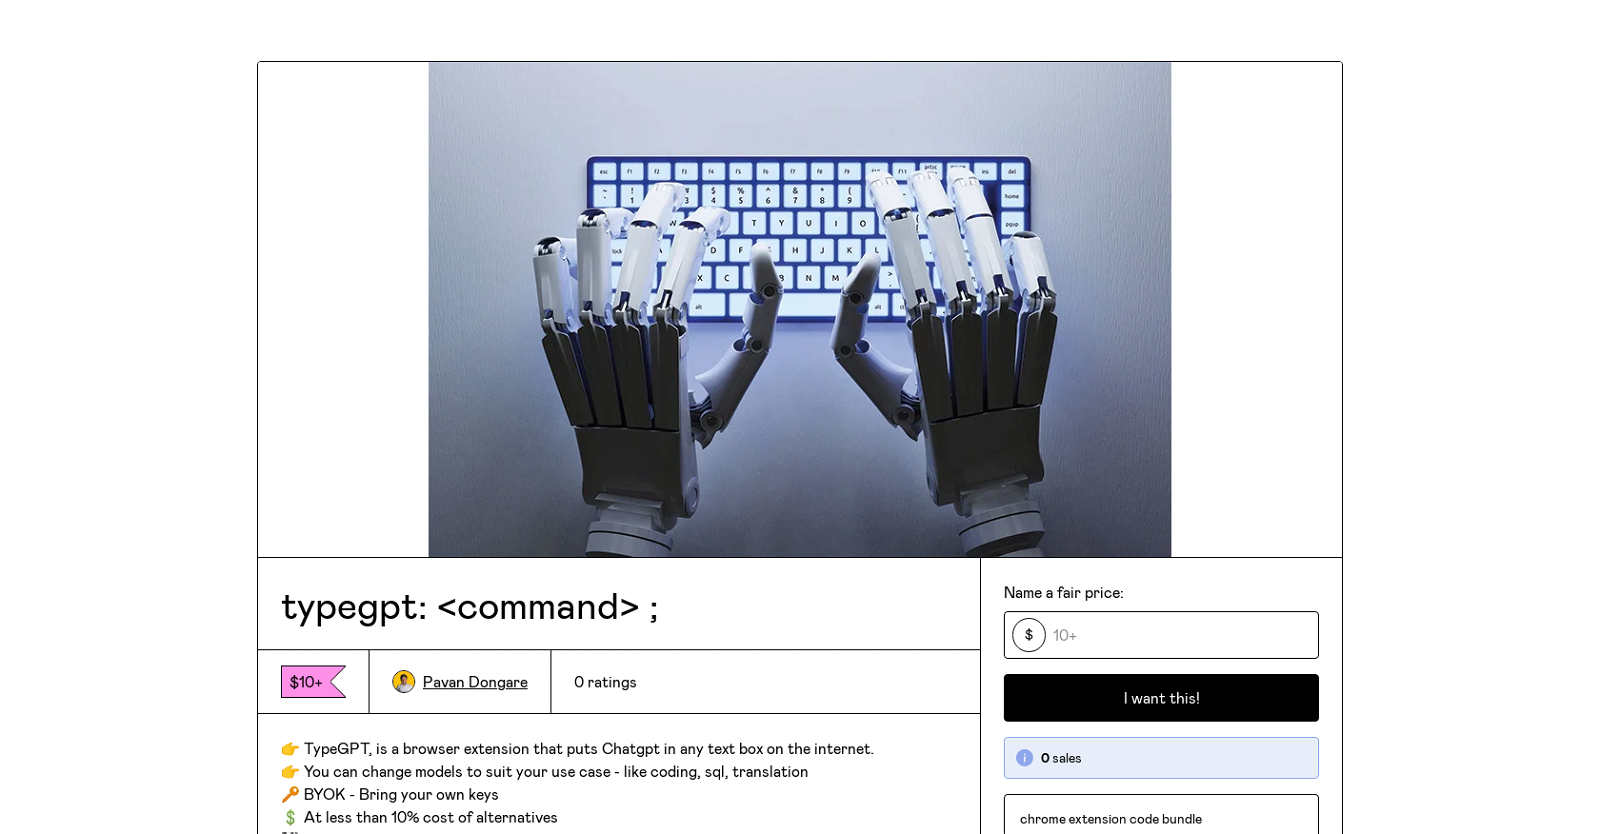 typegpt: <command> ;
$10+
Pavan Dongare
0 ratings
👉 TypeGPT, is a browser extension that puts Chatgpt in any text box on the internet.
👉 You can change models to suit your use case - like coding, sql, translation
🔑 BYOK - Bring your own keys
💲 At less than 10% cost of alternatives
Name a fair price:
$ 10+
I want this!
0 sales
chrome extension code bundle